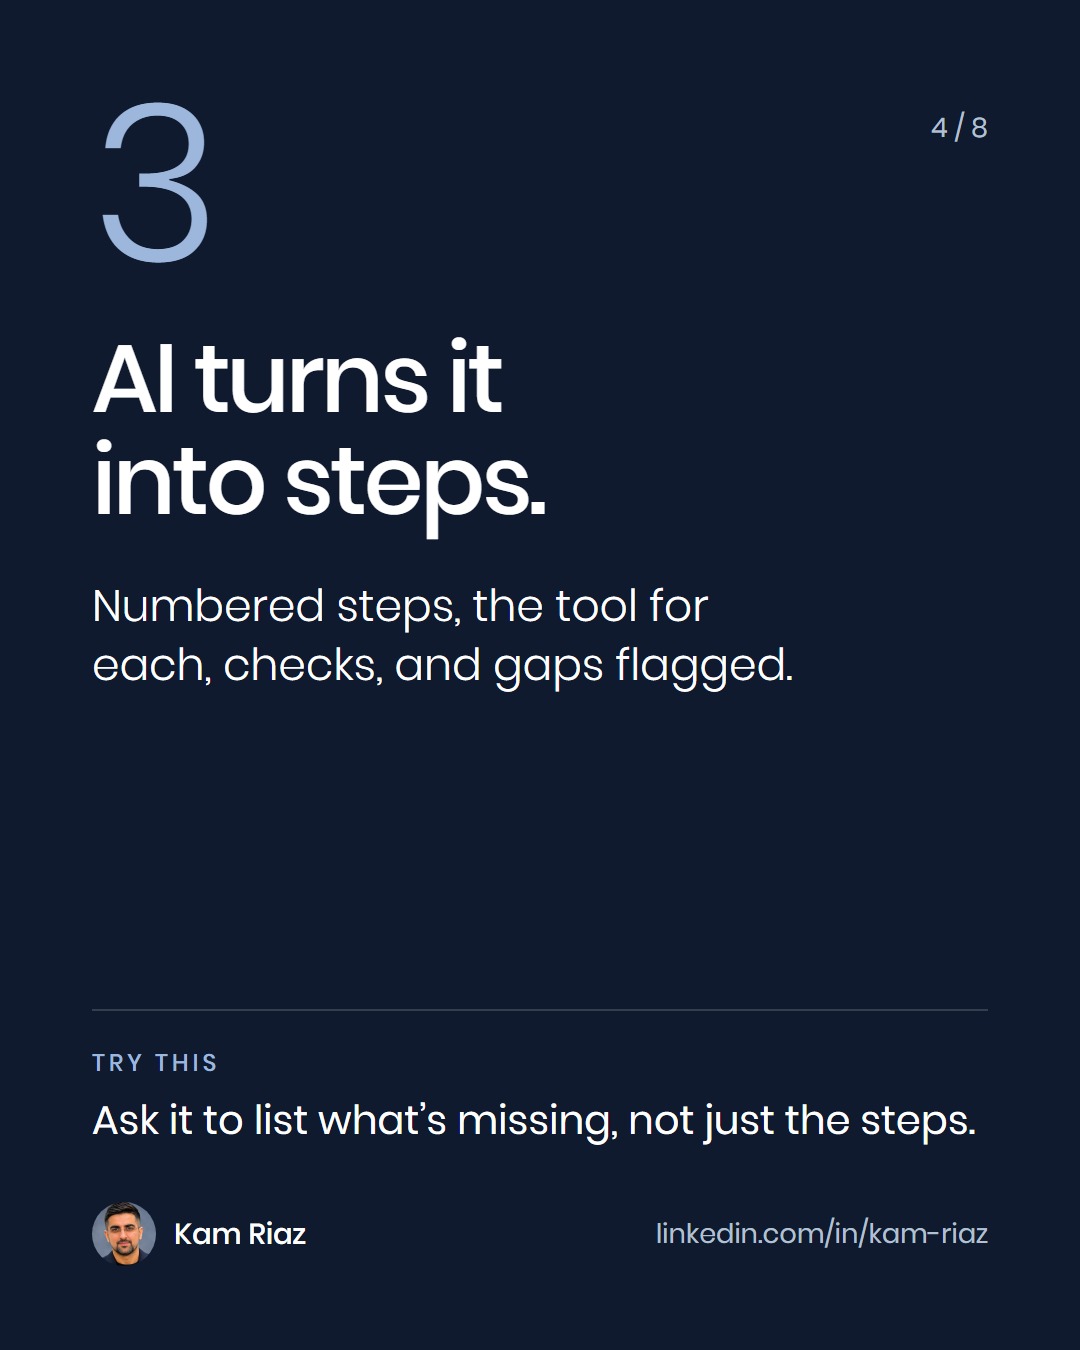 3
4 / 8
AI turns it
into steps.
Numbered steps, the tool for
each, checks, and gaps flagged.
TRY THIS
Ask it to list what’s missing, not just the steps.
Kam Riaz
linkedin.com/in/kam-riaz